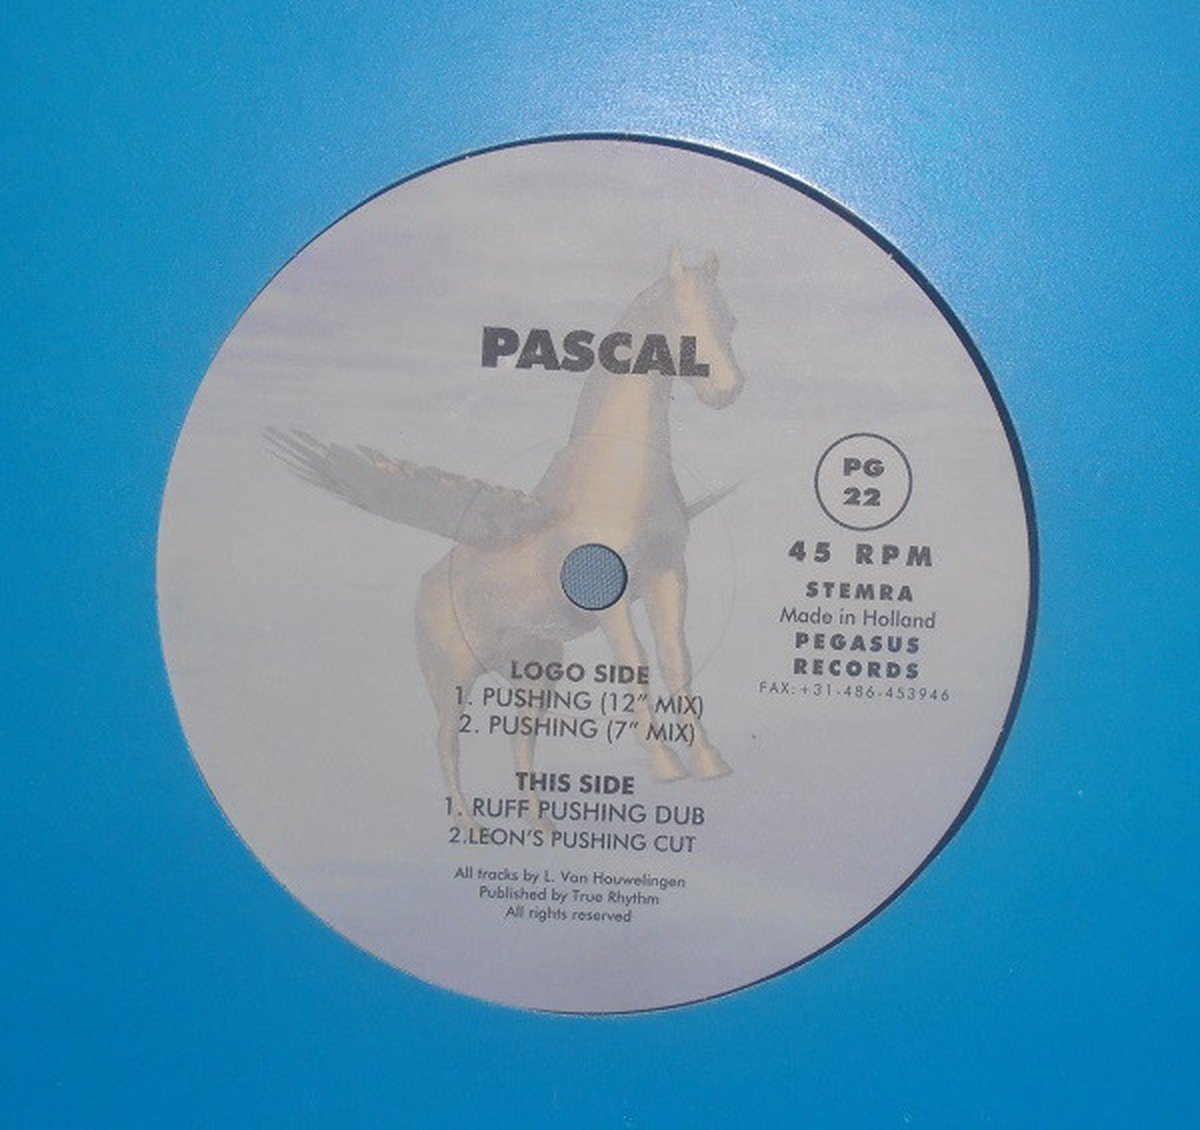 PASCAL
PG
22
45 RPM
STEMRA
Made in Holland
PEGASUS
RECORDS
FAX: +31-486-453946
LOGO SIDE
1. PUSHING (12" MIX)
2. PUSHING (7" MIX)
THIS SIDE
1. RUFF PUSHING DUB
2.LEON'S PUSHING CUT
All tracks by L. Van Houwelingen
Published by True Rhythm
All rights reserved